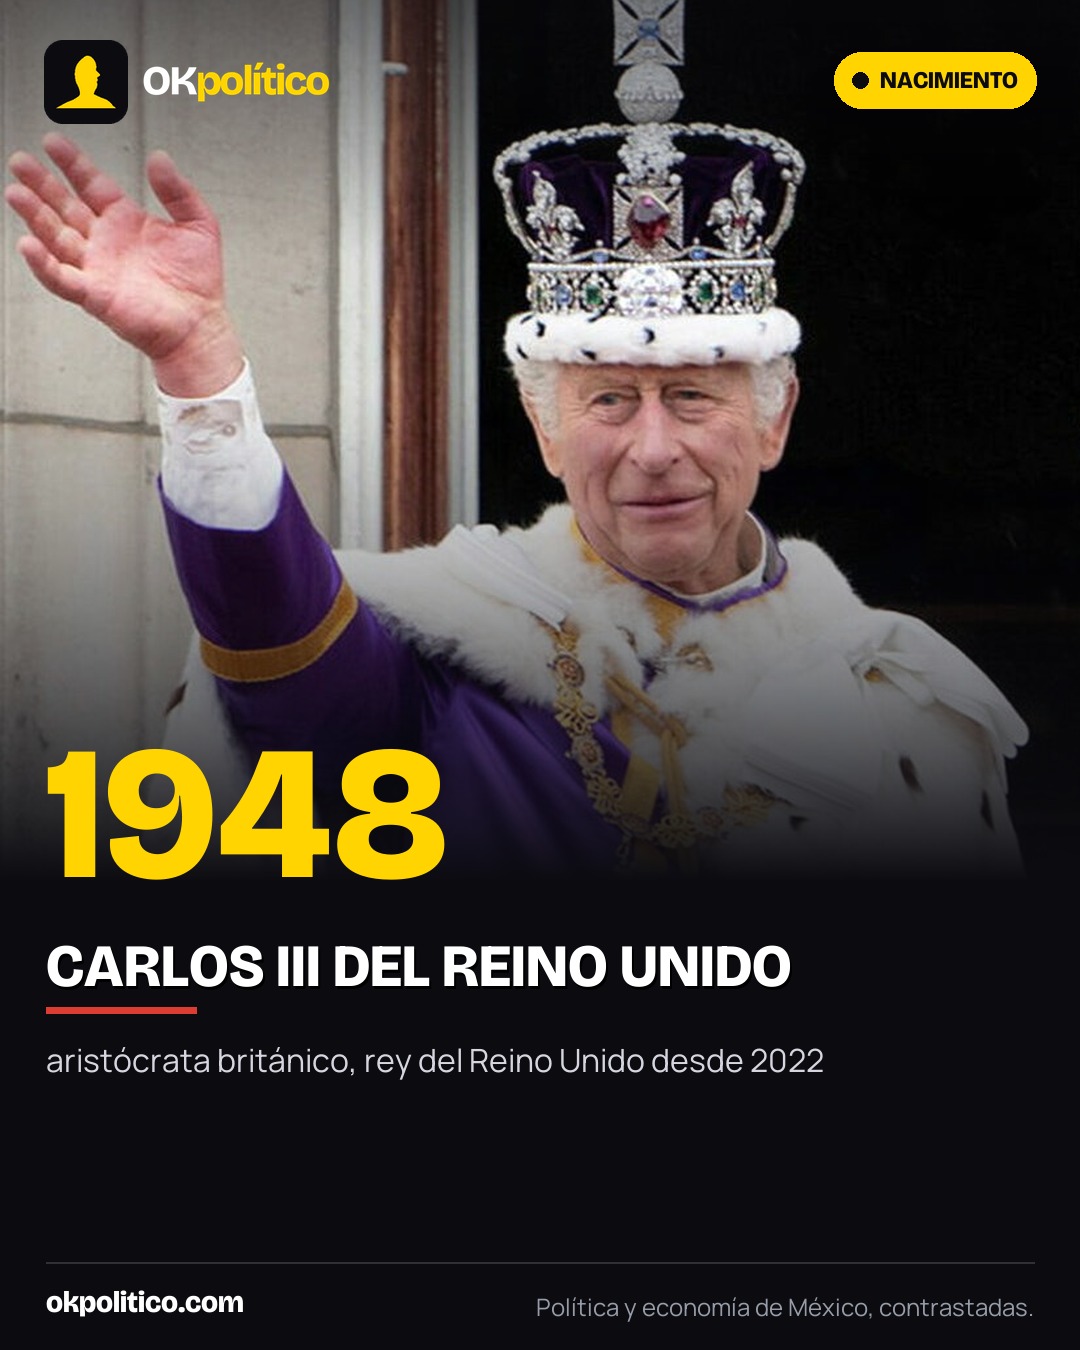 OKpolítico
NACIMIENTO
1948
CARLOS III DEL REINO UNIDO
aristócrata británico, rey del Reino Unido desde 2022
okpolitico.com
Política y economía de México, contrastadas.